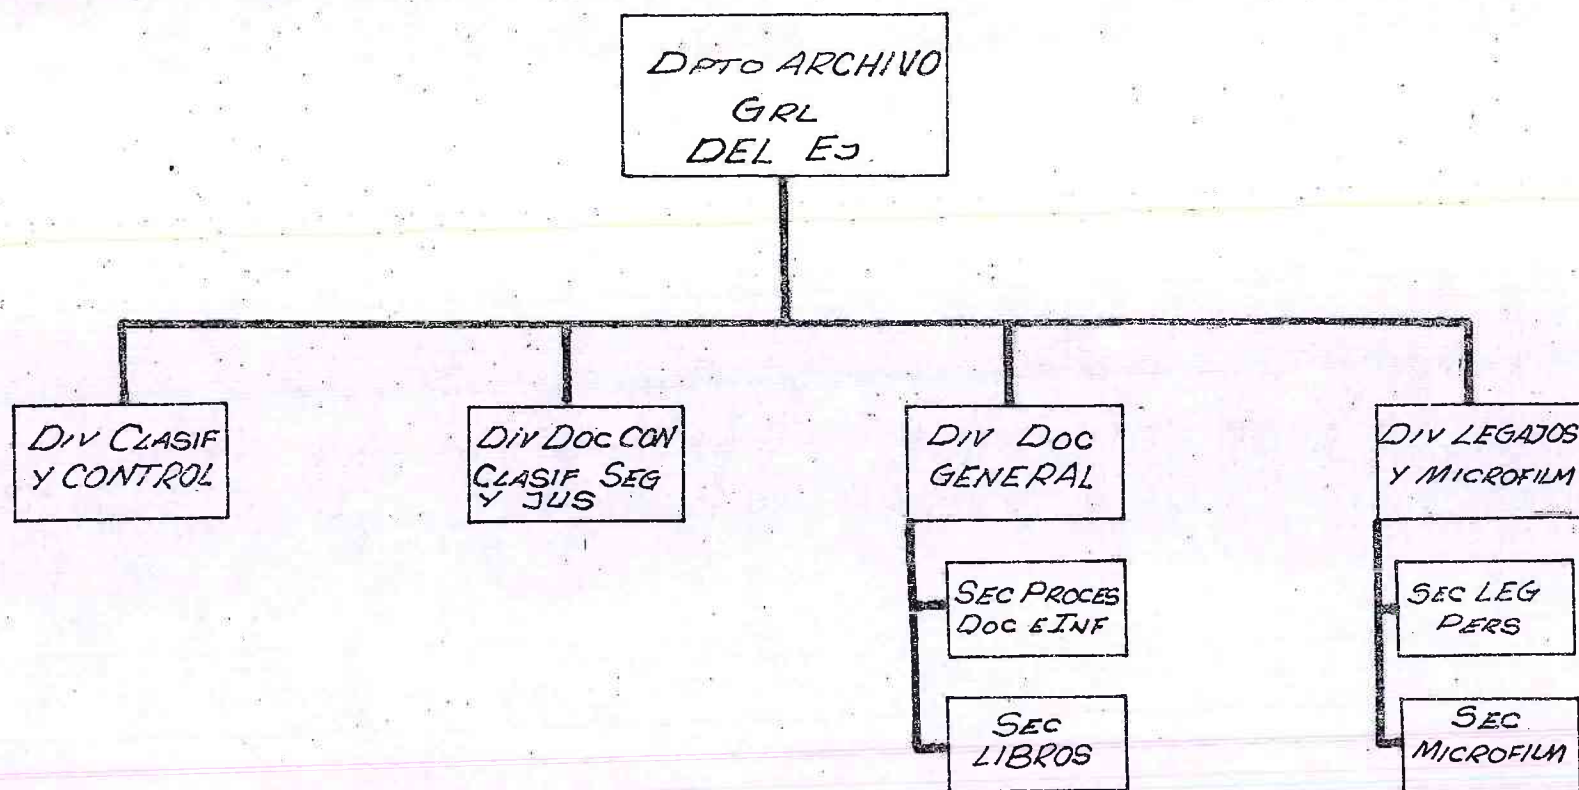 DPTO ARCHIVO
GRL
DEL EJ.
DIV CLASIF
Y CONTROL
DIV DOC CON
CLASIF SEG
Y JUS
DIV DOC
GENERAL
DIV LEGAJOS
Y MICROFILM
SEC PROCES
DOC E INF
SEC
LIBROS
SEC LEG
PERS
SEC
MICROFILM